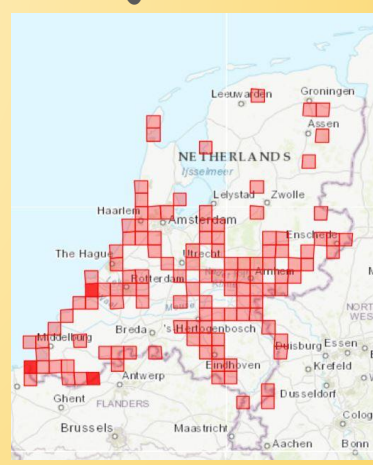 Leeuwarden
Groningen
Assen
NETHERLANDS
Ijsselmeer
Lelystad
Zwolle
Haarlem
Amsterdam
Enschede
The Hague
Utrecht
Arnhem
Rotterdam
NORT
WES
Middelburg
Breda
's Hertogenbosch
Duisburg
Essen
Eindhoven
Krefeld
Antwerp
Ghent
FLANDERS
Dusseldorf
Colog
Brussels
Maastricht
Aachen
Bonn